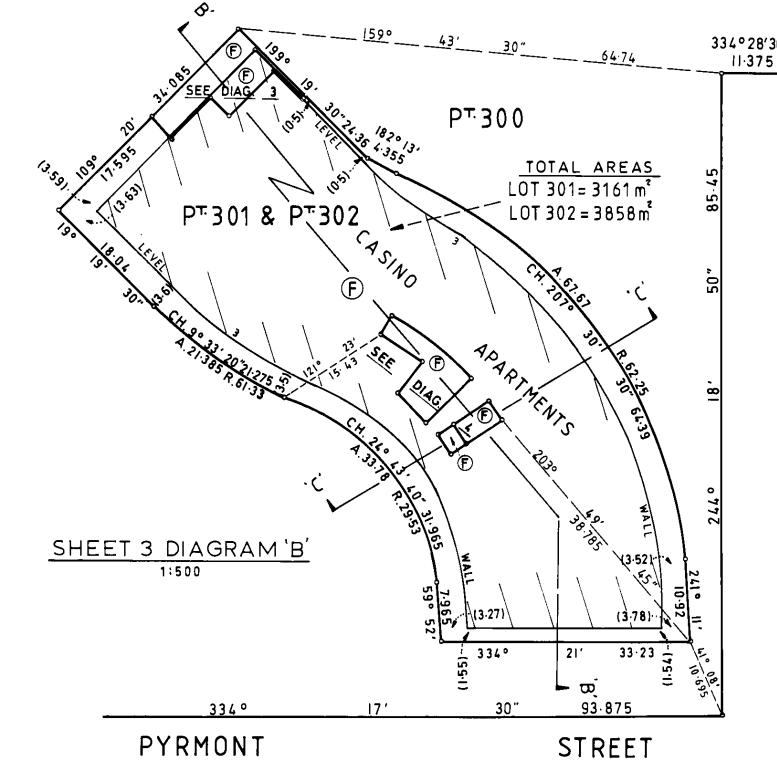 'B'
159° 43' 30" 64·74
334° 28' 3
11·375
34·085
F
199° 19' 30" 24·36
F
SEE DIAG. 3
(0·5)
LEVEL
182° 13'
4·355
PT·300
109° 20'
17·595
(0·5)
TOTAL AREAS
LOT 301 = 3161 m²
LOT 302 = 3858 m²
(3·59)
(3·63)
PT·301 & PT·302
244° 18' 50" 85·45
19° 19' 30"
18·04
LEVEL
(3·6)
3
CASINO
3
A. 67·67 R. 62·25
CH. 207° 30' 30" 64·39
'C'
F
CH. 9° 33' 20" 21·275
A. 21·385 R. 61·33
3
(3·5)
121° 23'
15·43
SEE
DIAG.
F
APARTMENTS
4
F
F
CH. 24° 43' 40" 31·965
A. 33·78 R. 29·53
203° 49' 45"
38·785
'C'
WALL
WALL
SHEET 3 DIAGRAM 'B'
1:500
(3·52)
241° 11'
10·92
59° 52'
7·965
(3·27)
(3·78)
(1·55)
334° 21' 33·23
(1·54)
41° 08'
10·695
'B'
334° 17' 30" 93·875
PYRMONT STREET